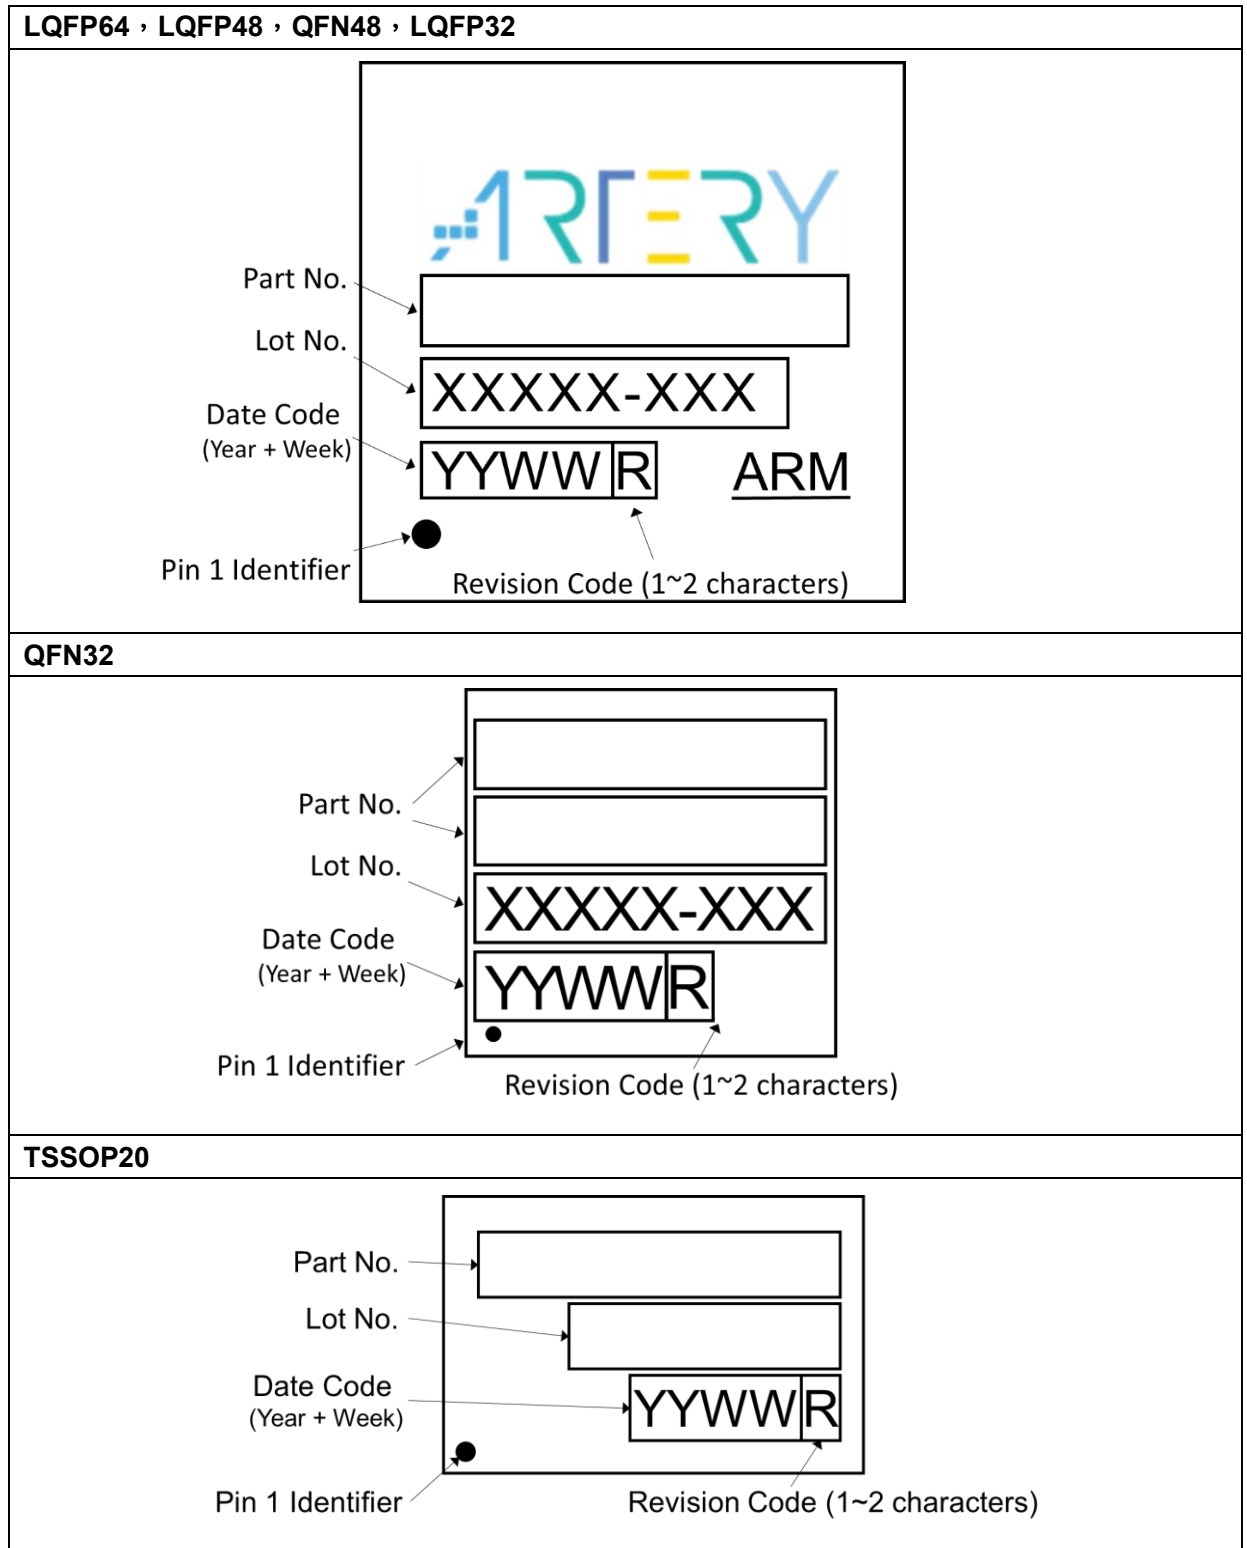 LQFP64，LQFP48，QFN48，LQFP32
ARTERY
Part No.
Lot No.
XXXXX-XXX
Date Code
(Year + Week)
YYWW R
ARM
Pin 1 Identifier
Revision Code (1~2 characters)
QFN32
Part No.
Lot No.
XXXXX-XXX
Date Code
(Year + Week)
YYWW R
Pin 1 Identifier
Revision Code (1~2 characters)
TSSOP20
Part No.
Lot No.
Date Code
(Year + Week)
YYWW R
Pin 1 Identifier
Revision Code (1~2 characters)